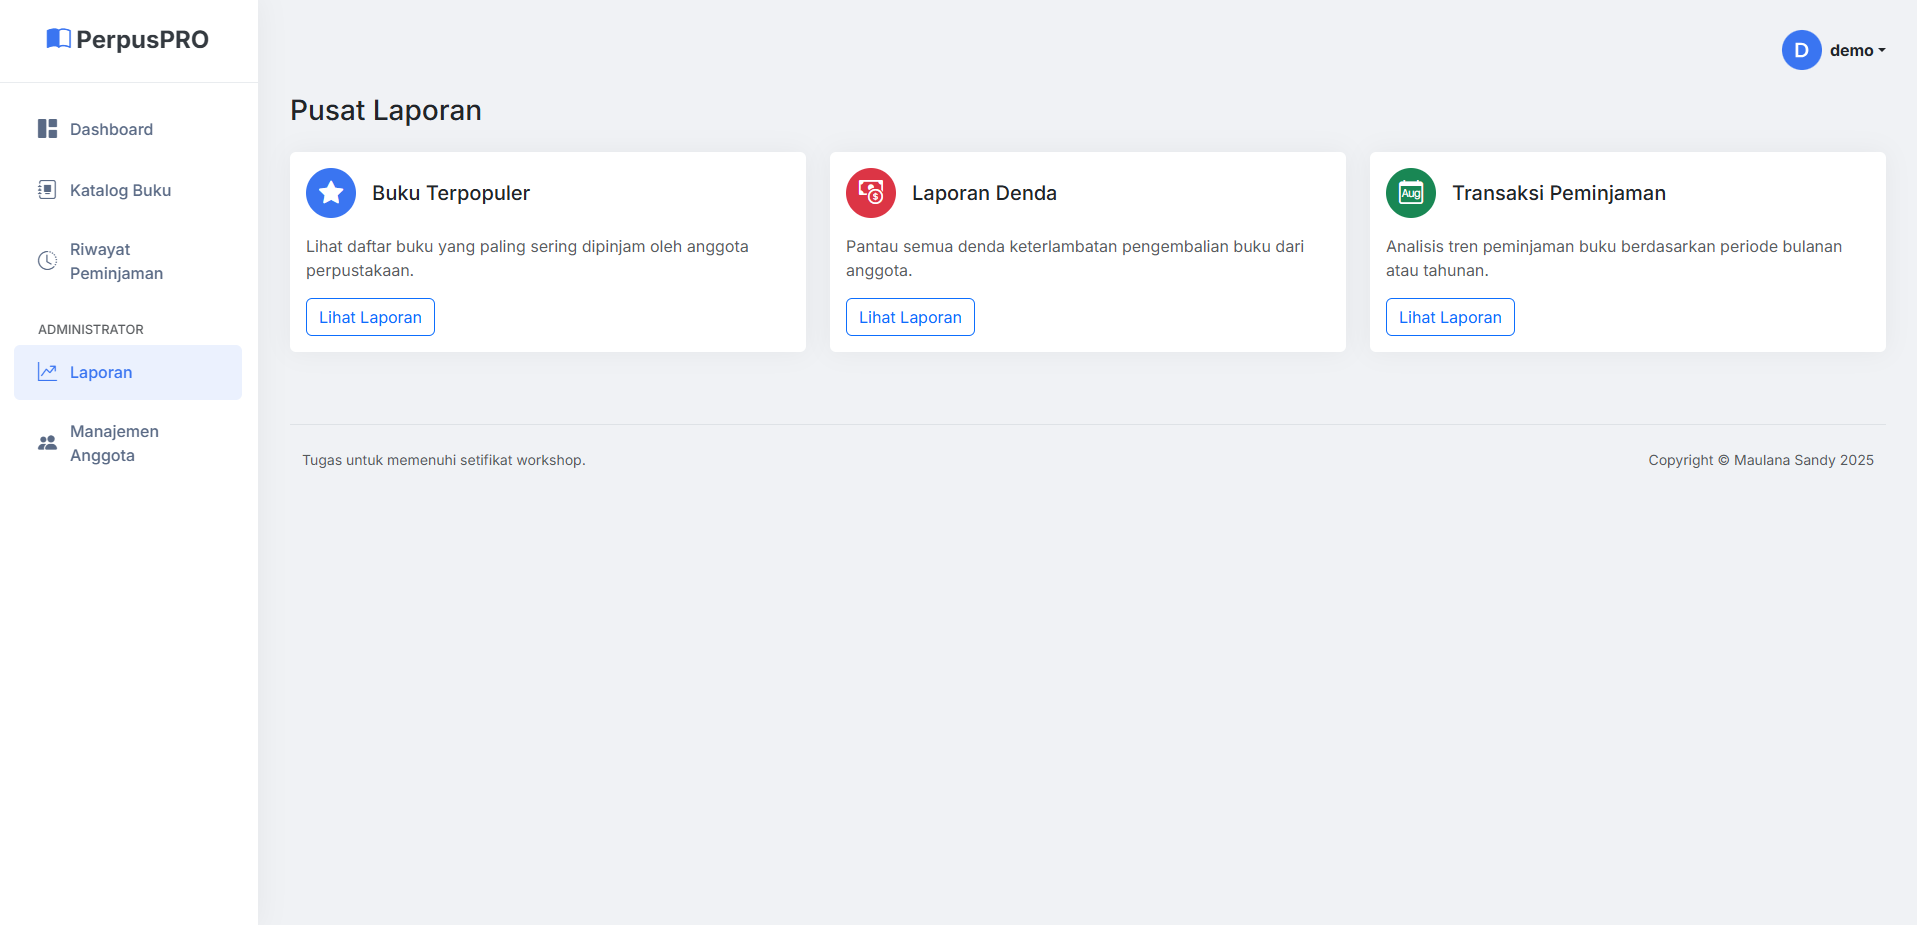 PerpusPRO
demo
Dashboard
Katalog Buku
Riwayat
Peminjaman
ADMINISTRATOR
Laporan
Manajemen
Anggota
Pusat Laporan
Buku Terpopuler
Lihat daftar buku yang paling sering dipinjam oleh anggota
perpustakaan.
Lihat Laporan
Laporan Denda
Pantau semua denda keterlambatan pengembalian buku dari
anggota.
Lihat Laporan
Aug
Transaksi Peminjaman
Analisis tren peminjaman buku berdasarkan periode bulanan
atau tahunan.
Lihat Laporan
D
Tugas untuk memenuhi setifikat workshop.
Copyright © Maulana Sandy 2025